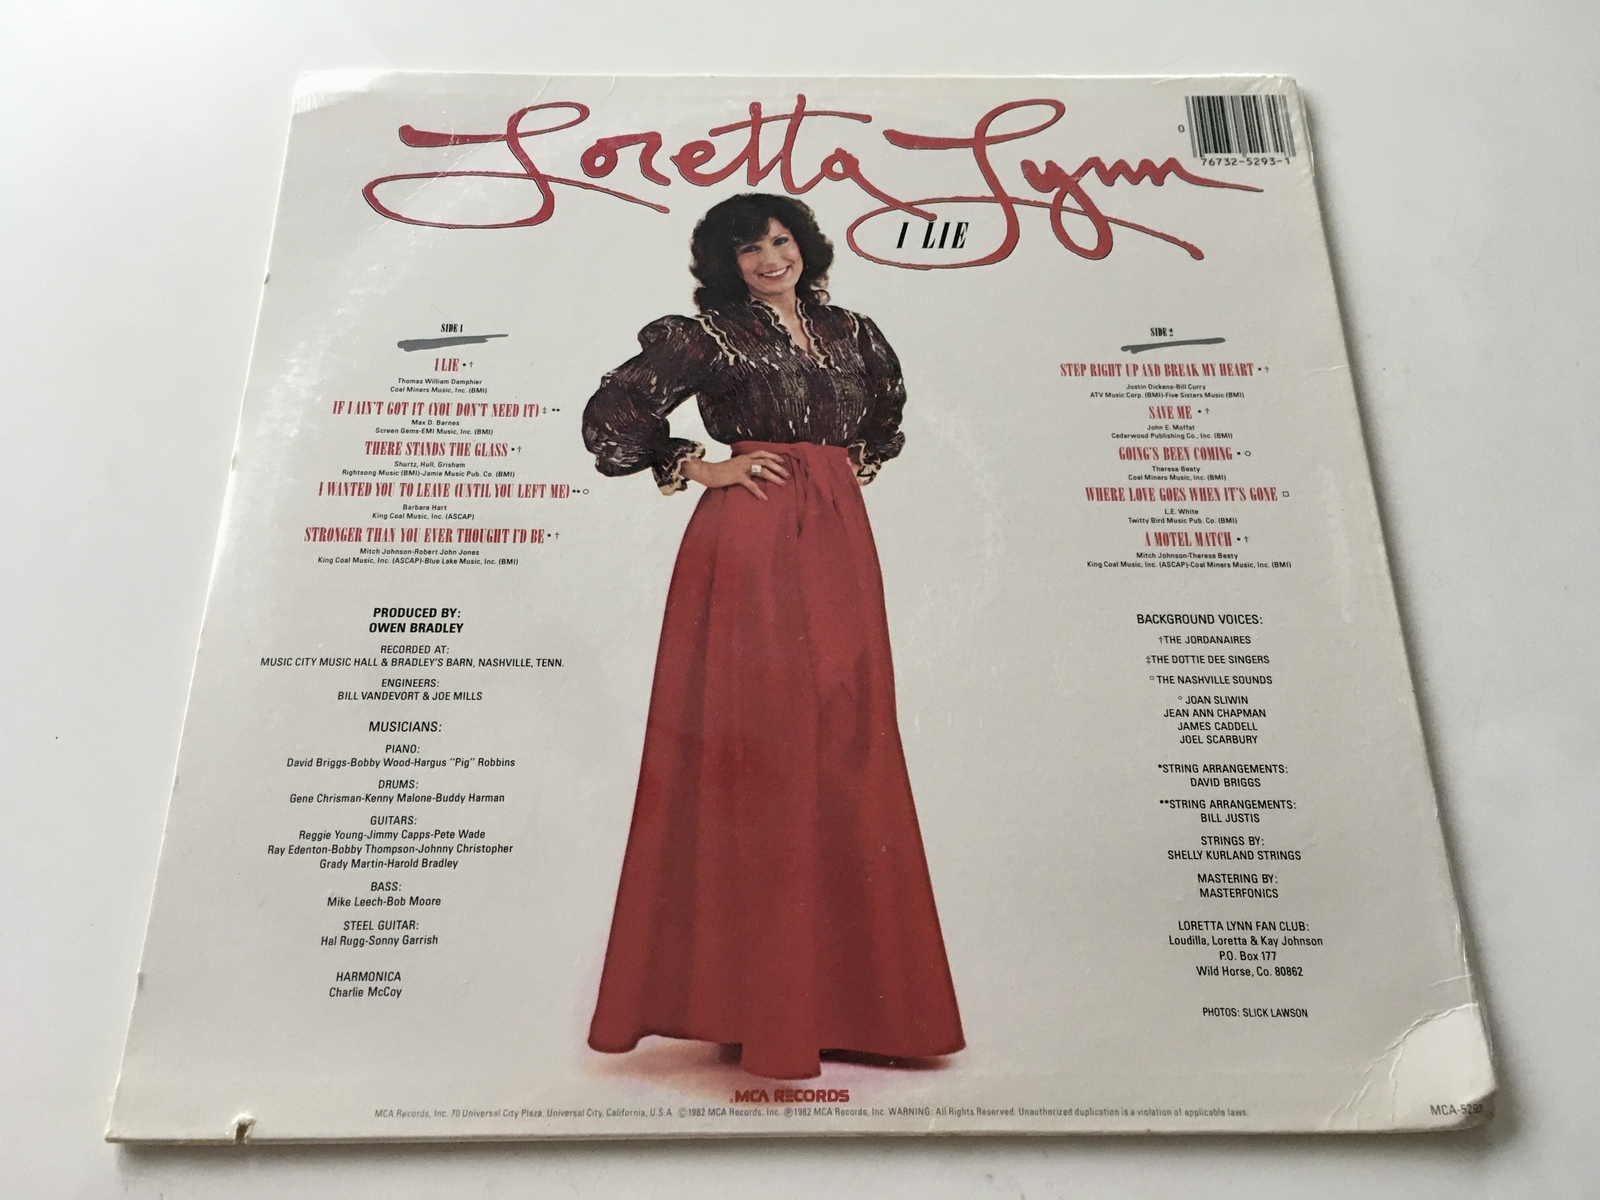 Loretta Lynn
I LIE
0
76732-5293-1
SIDE 1
I LIE • †
Thomas William Damphier
Coal Miners Music, Inc. (BMI)
IF I AIN'T GOT IT (YOU DON'T NEED IT) ‡ ••
Max D. Barnes
Screen Gems-EMI Music, Inc. (BMI)
THERE STANDS THE GLASS • †
Shurtz, Hull, Grisham
Rightsong Music (BMI)-Jamie Music Pub. Co. (BMI)
I WANTED YOU TO LEAVE (UNTIL YOU LEFT ME) •• ○
Barbara Hart
King Coal Music, Inc. (ASCAP)
STRONGER THAN YOU EVER THOUGHT I'D BE • †
Mitch Johnson-Robert John Jones
King Coal Music, Inc. (ASCAP)-Blue Lake Music, Inc. (BMI)
PRODUCED BY:
OWEN BRADLEY
RECORDED AT:
MUSIC CITY MUSIC HALL & BRADLEY'S BARN, NASHVILLE, TENN.
ENGINEERS:
BILL VANDEVORT & JOE MILLS
MUSICIANS:
PIANO:
David Briggs-Bobby Wood-Hargus "Pig" Robbins
DRUMS:
Gene Chrisman-Kenny Malone-Buddy Harman
GUITARS:
Reggie Young-Jimmy Capps-Pete Wade
Ray Edenton-Bobby Thompson-Johnny Christopher
Grady Martin-Harold Bradley
BASS:
Mike Leech-Bob Moore
STEEL GUITAR:
Hal Rugg-Sonny Garrish
HARMONICA
Charlie McCoy
SIDE 2
STEP RIGHT UP AND BREAK MY HEART • †
Justin Dickens-Bill Curry
ATV Music Corp. (BMI)-Five Sisters Music (BMI)
SAVE ME • †
John E. Moffat
Cedarwood Publishing Co., Inc. (BMI)
GOING'S BEEN COMING • ○
Theresa Beaty
Coal Miners Music, Inc. (BMI)
WHERE LOVE GOES WHEN IT'S GONE □
L.E. White
Twitty Bird Music Pub. Co. (BMI)
A MOTEL MATCH • †
Mitch Johnson-Theresa Beaty
King Coal Music, Inc. (ASCAP)-Coal Miners Music, Inc. (BMI)
BACKGROUND VOICES:
†THE JORDANAIRES
‡THE DOTTIE DEE SINGERS
□ THE NASHVILLE SOUNDS
○ JOAN SLIWIN
JEAN ANN CHAPMAN
JAMES CADDELL
JOEL SCARBURY
*STRING ARRANGEMENTS:
DAVID BRIGGS
**STRING ARRANGEMENTS:
BILL JUSTIS
STRINGS BY:
SHELLY KURLAND STRINGS
MASTERING BY:
MASTERFONICS
LORETTA LYNN FAN CLUB:
Loudilla, Loretta & Kay Johnson
P.O. Box 177
Wild Horse, Co. 80862
PHOTOS: SLICK LAWSON
MCA RECORDS
MCA Records, Inc. 70 Universal City Plaza, Universal City, California, U.S.A. ©1982 MCA Records, Inc. ℗1982 MCA Records, Inc. WARNING: All Rights Reserved. Unauthorized duplication is a violation of applicable laws.
MCA-5293